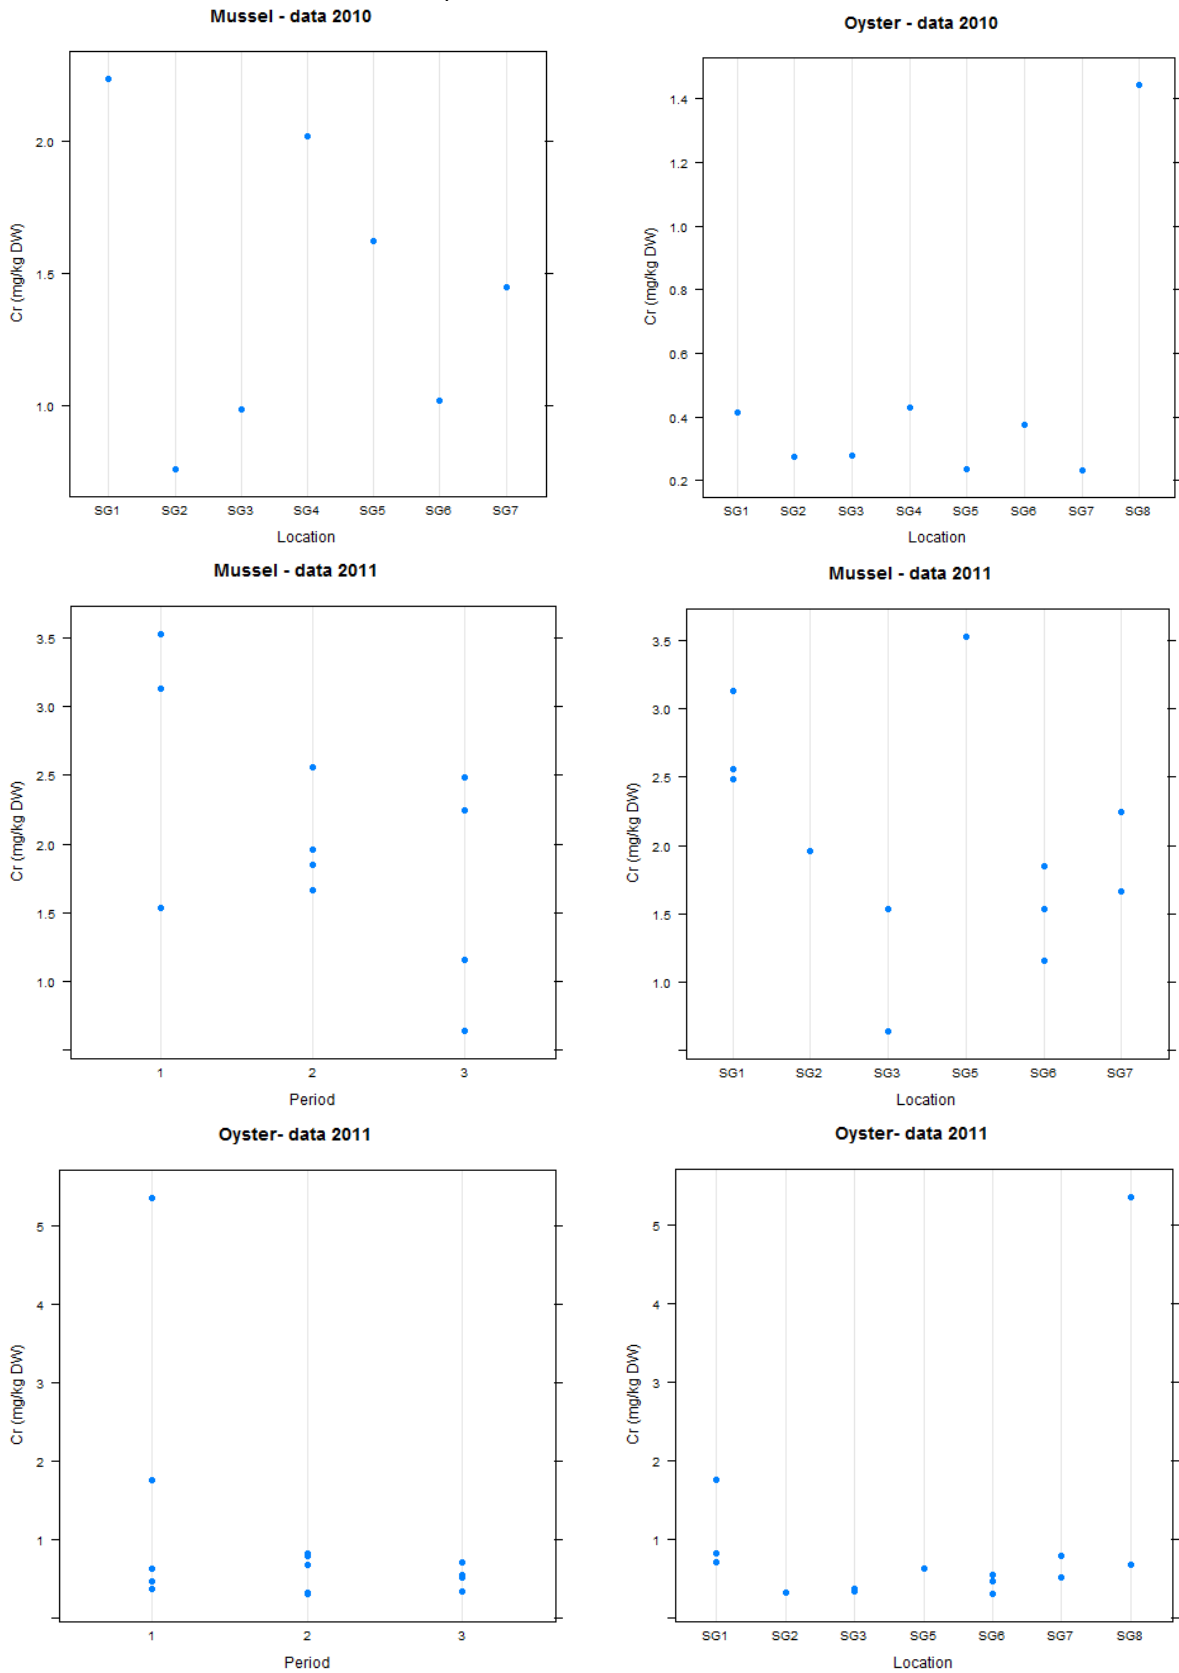 Mussel - data 2010
Cr (mg/kg DW)
2.0
1.5
1.0
SG1 SG2 SG3 SG4 SG5 SG6 SG7
Location
Oyster - data 2010
Cr (mg/kg DW)
1.4
1.2
1.0
0.8
0.6
0.4
0.2
SG1 SG2 SG3 SG4 SG5 SG6 SG7 SG8
Location
Mussel - data 2011
Cr (mg/kg DW)
3.5
3.0
2.5
2.0
1.5
1.0
1 2 3
Period
Mussel - data 2011
Cr (mg/kg DW)
3.5
3.0
2.5
2.0
1.5
1.0
SG1 SG2 SG3 SG5 SG6 SG7
Location
Oyster- data 2011
Cr (mg/kg DW)
5
4
3
2
1
1 2 3
Period
Oyster- data 2011
Cr (mg/kg DW)
5
4
3
2
1
SG1 SG2 SG3 SG5 SG6 SG7 SG8
Location